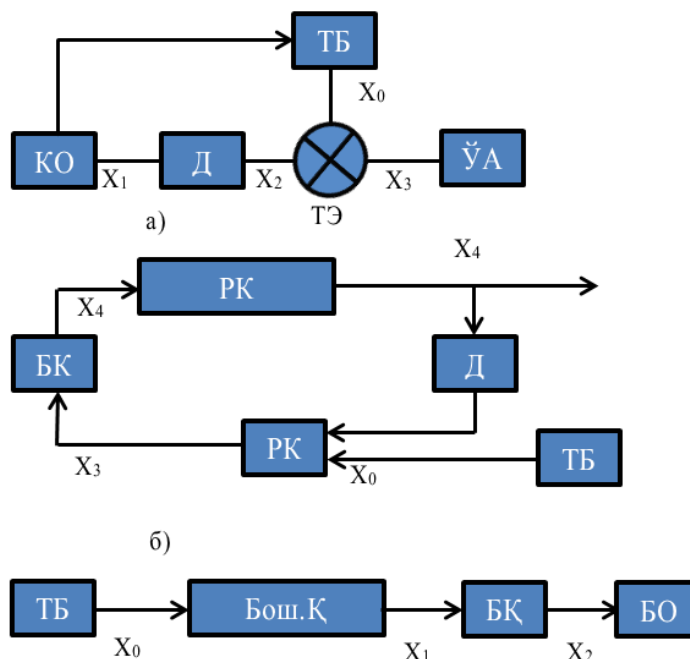 ТБ
X₀
КО
X₁
Д
X₂
X₃
ЎА
ТЭ
а)
X₄
РК
X₄
БК
Д
РК
X₃
X₀
ТБ
б)
ТБ
X₀
Бош.Қ
X₁
БҚ
X₂
БО